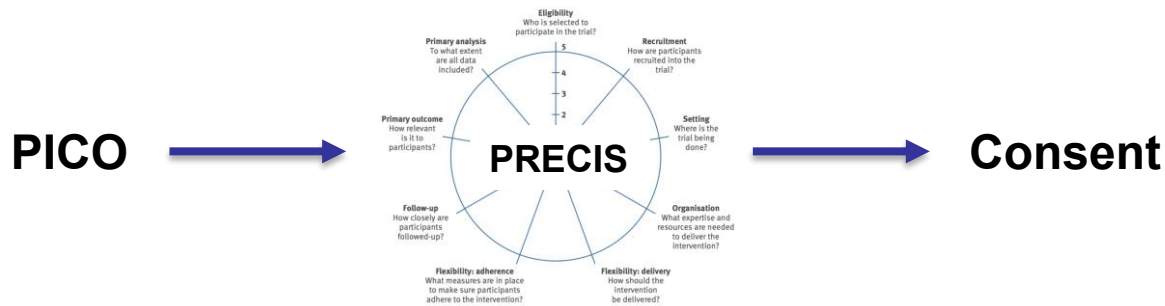 PICO
Eligibility
Who is selected to
participate in the trial?
5
4
3
2
Recruitment
How are participants
recruited into the
trial?
Setting
Where is the
trial being
done?
Organisation
What expertise and
resources are needed
to deliver the
intervention?
Flexibility: delivery
How should the
intervention
be delivered?
Flexibility: adherence
What measures are in place
to make sure participants
adhere to the intervention?
Follow-up
How closely are
participants
followed-up?
Primary outcome
How relevant
is it to
participants?
Primary analysis
To what extent
are all data
included?
PRECIS
Consent